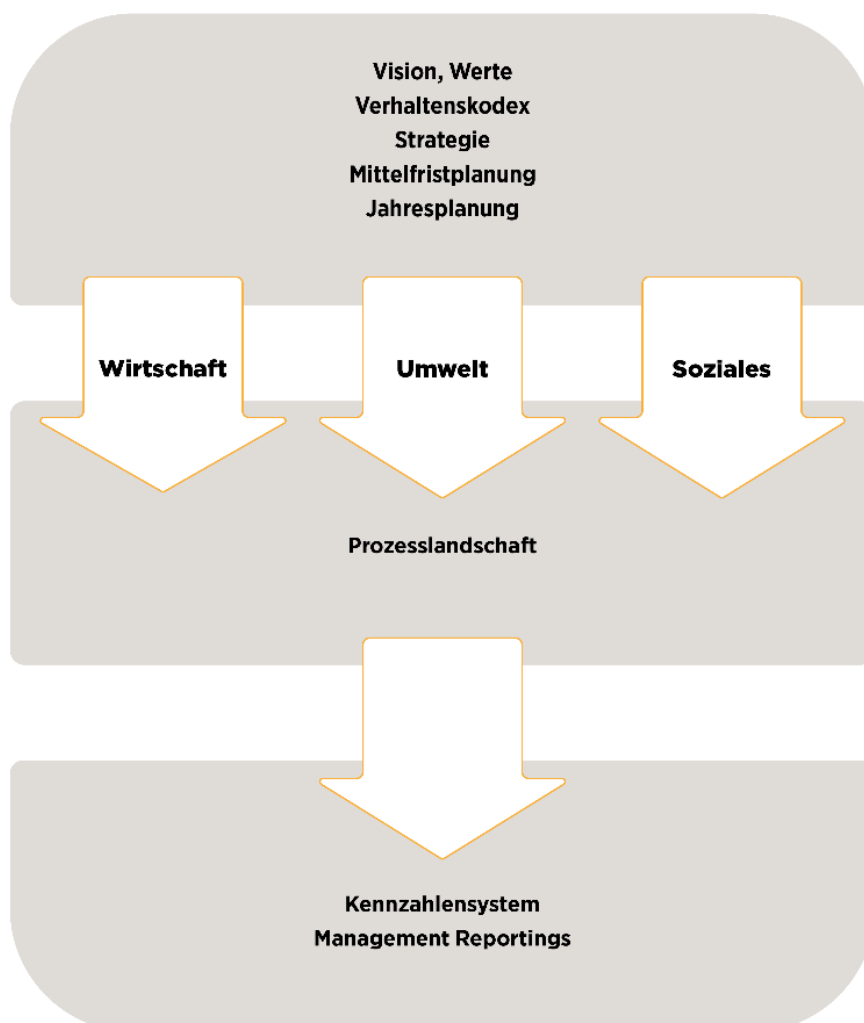 Vision, Werte
Verhaltenskodex
Strategie
Mittelfristplanung
Jahresplanung
Wirtschaft
Umwelt
Soziales
Prozesslandschaft
Kennzahlensystem
Management Reportings